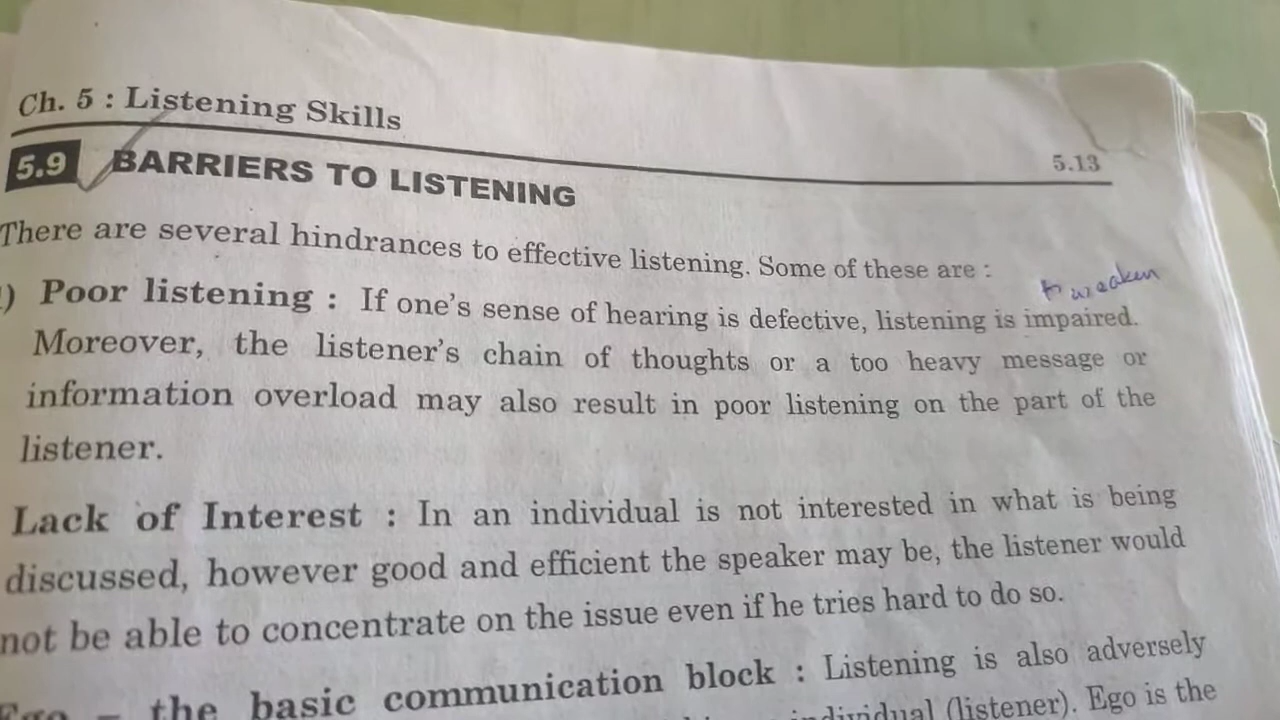 Ch. 5 : Listening Skills
5.13
5.9 BARRIERS TO LISTENING
There are several hindrances to effective listening. Some of these are :
weaken
) Poor listening : If one's sense of hearing is defective, listening is impaired.
Moreover, the listener's chain of thoughts or a too heavy message or
information overload may also result in poor listening on the part of the
listener.
Lack of Interest : In an individual is not interested in what is being
discussed, however good and efficient the speaker may be, the listener would
not be able to concentrate on the issue even if he tries hard to do so.
Ego – the basic communication block : Listening is also adversely
individual (listener). Ego is the